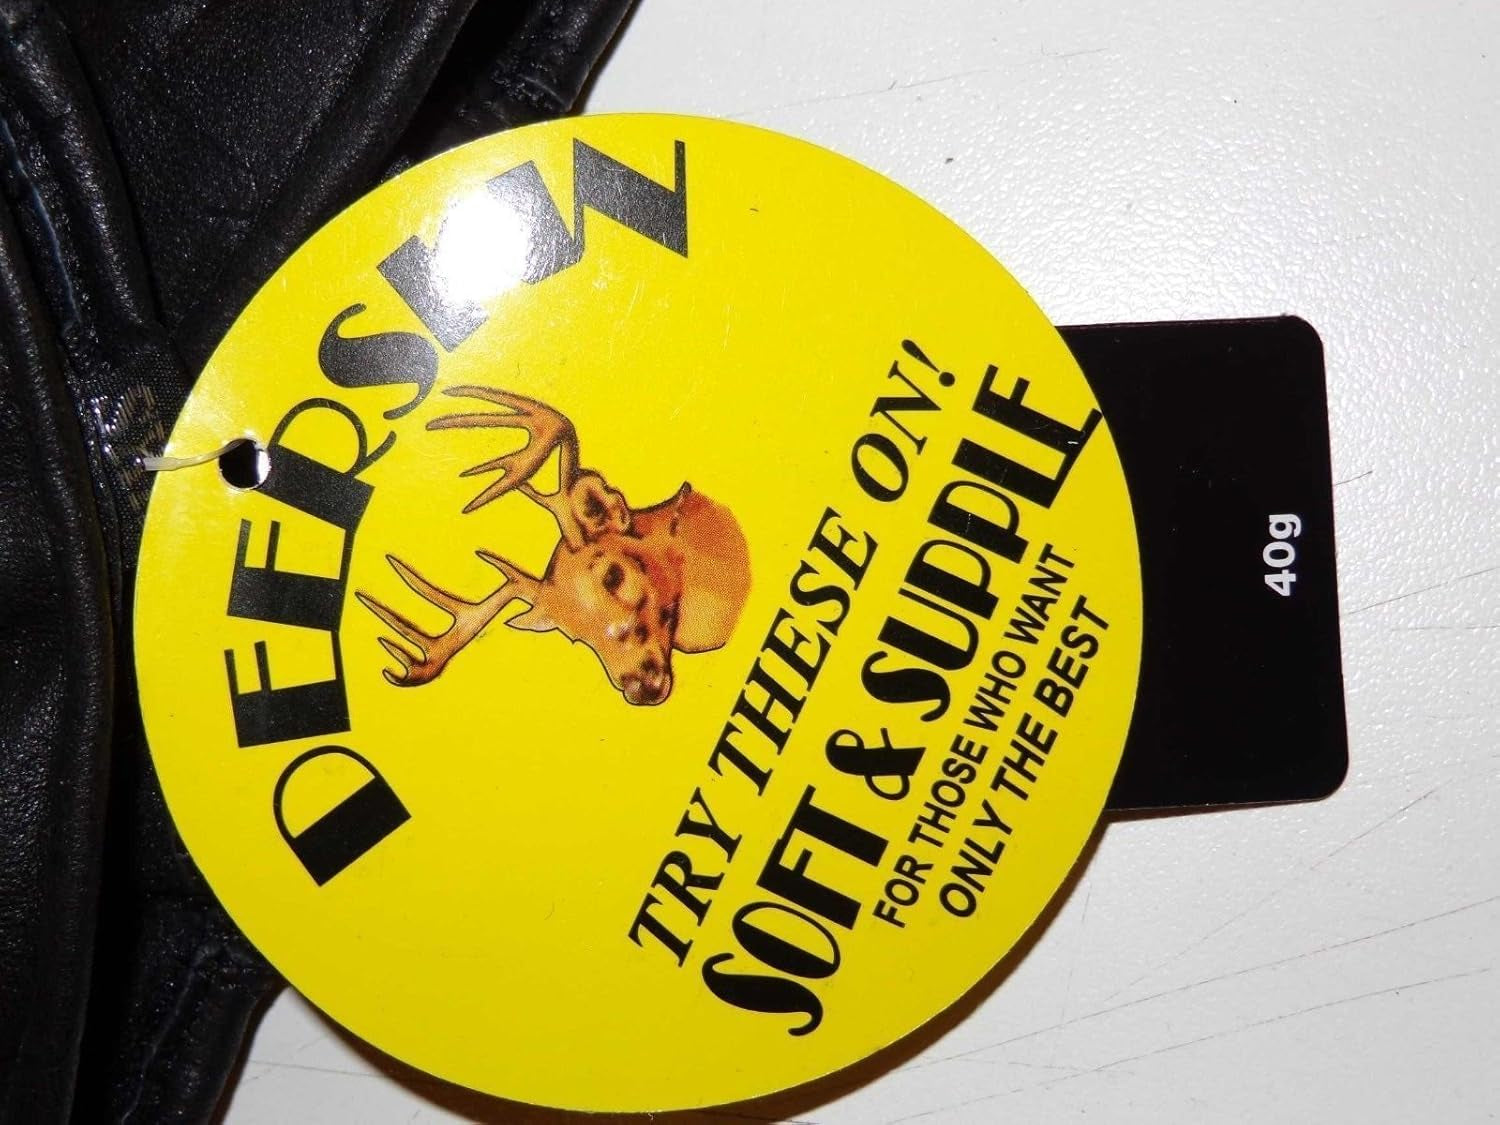 DEERSKIN
TRY THESE ON!
SOFT & SUPPLE
FOR THOSE WHO WANT
ONLY THE BEST
40g